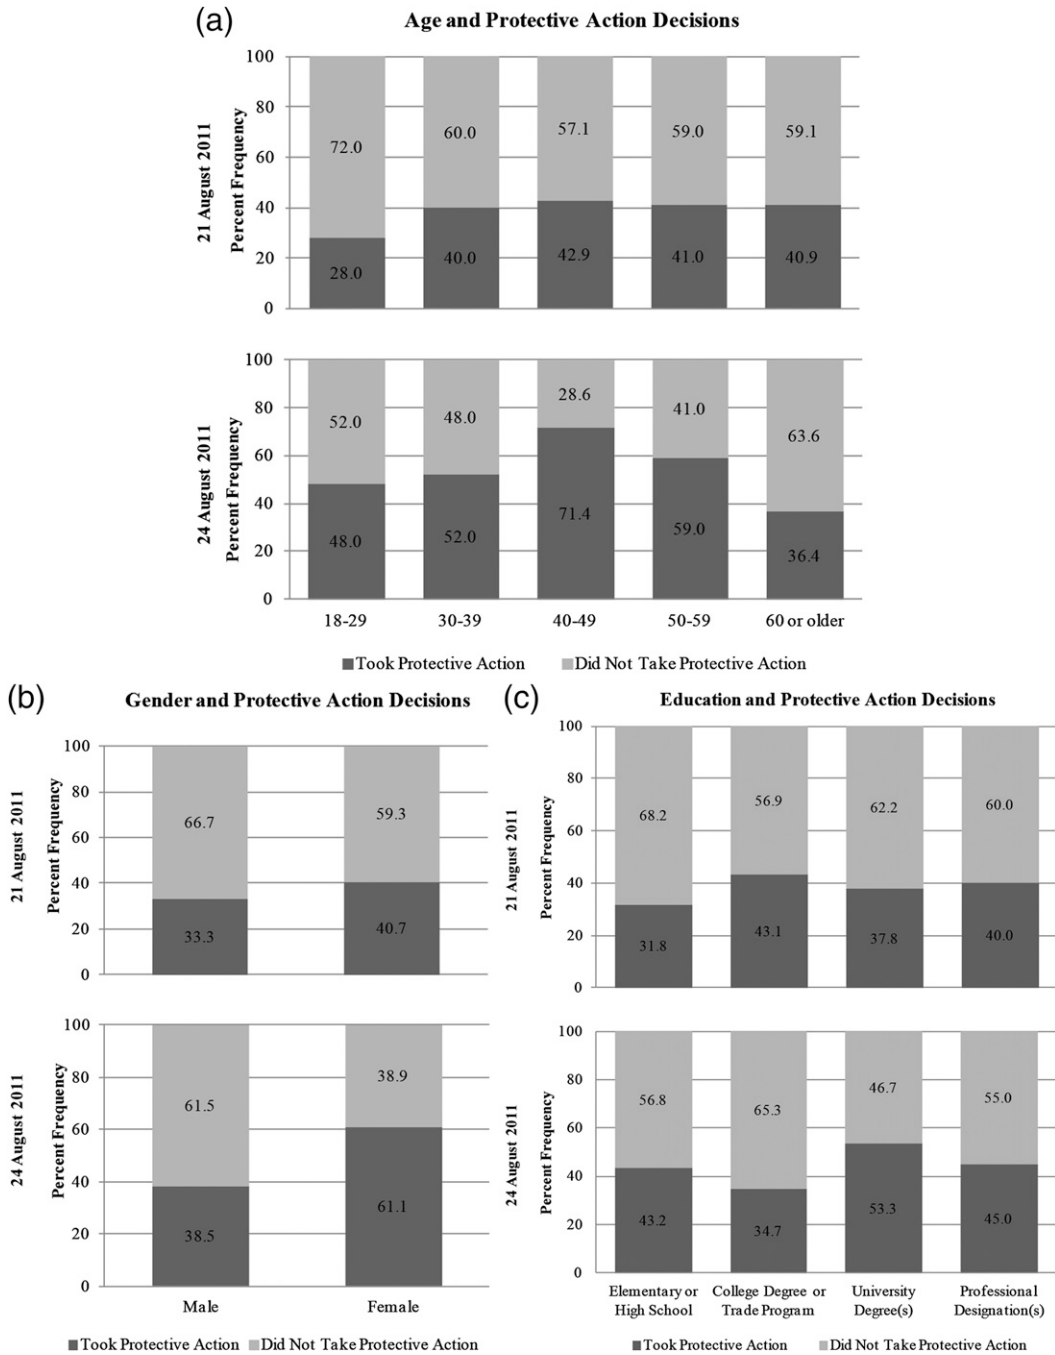 (a)
Age and Protective Action Decisions
21 August 2011
Percent Frequency
100
80
60
40
20
0
72.0 60.0 57.1 59.0 59.1
28.0 40.0 42.9 41.0 40.9
24 August 2011
Percent Frequency
100
80
60
40
20
0
52.0 48.0 28.6 41.0 63.6
48.0 52.0 71.4 59.0 36.4
18-29 30-39 40-49 50-59 60 or older
Took Protective Action Did Not Take Protective Action
(b)
Gender and Protective Action Decisions
21 August 2011
Percent Frequency
100
80
60
40
20
0
66.7 59.3
33.3 40.7
24 August 2011
Percent Frequency
100
80
60
40
20
0
61.5 38.9
38.5 61.1
Male Female
Took Protective Action Did Not Take Protective Action
(c)
Education and Protective Action Decisions
21 August 2011
Percent Frequency
100
80
60
40
20
0
68.2 56.9 62.2 60.0
31.8 43.1 37.8 40.0
24 August 2011
Percent Frequency
100
80
60
40
20
0
56.8 65.3 46.7 55.0
43.2 34.7 53.3 45.0
Elementary or College Degree or University Professional
High School Trade Program Degree(s) Designation(s)
Took Protective Action Did Not Take Protective Action